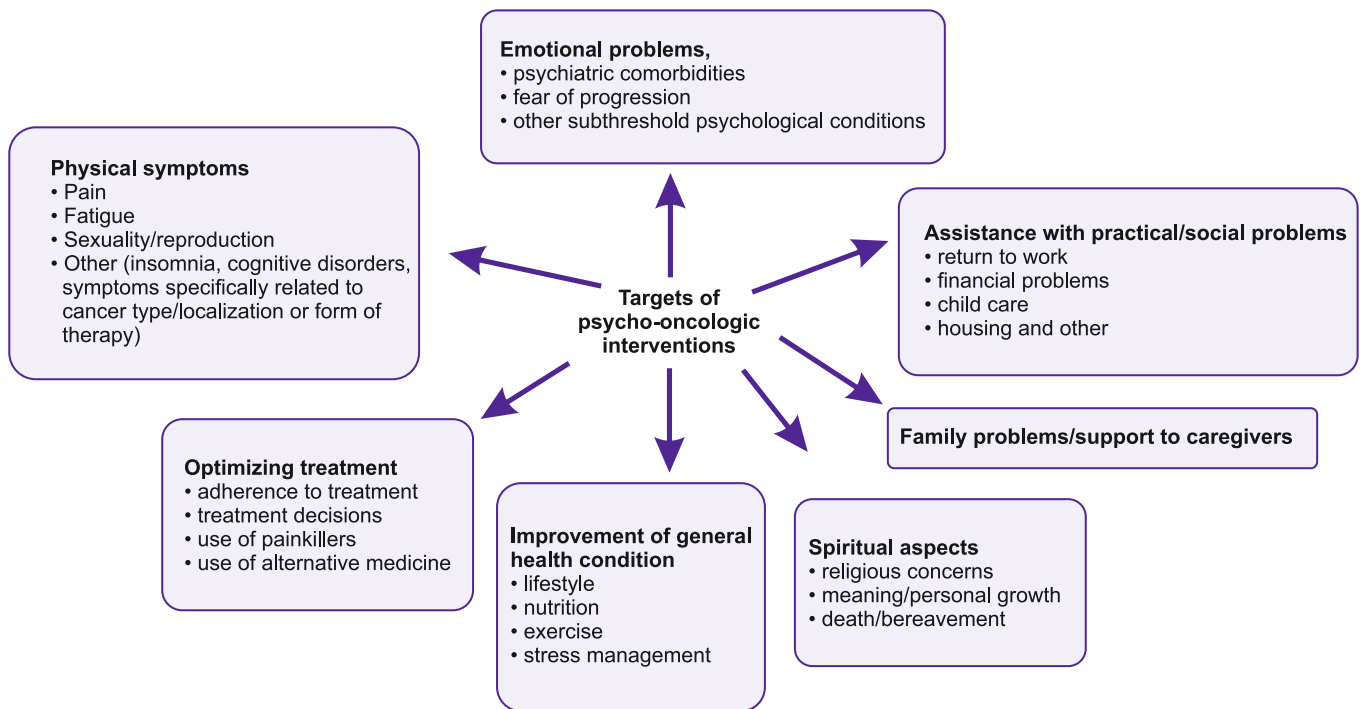 Emotional problems,
• psychiatric comorbidities
• fear of progression
• other subthreshold psychological conditions
Physical symptoms
• Pain
• Fatigue
• Sexuality/reproduction
• Other (insomnia, cognitive disorders,
symptoms specifically related to
cancer type/localization or form of
therapy)
Assistance with practical/social problems
• return to work
• financial problems
• child care
• housing and other
Targets of
psycho-oncologic
interventions
Family problems/support to caregivers
Optimizing treatment
• adherence to treatment
• treatment decisions
• use of painkillers
• use of alternative medicine
Improvement of general
health condition
• lifestyle
• nutrition
• exercise
• stress management
Spiritual aspects
• religious concerns
• meaning/personal growth
• death/bereavement